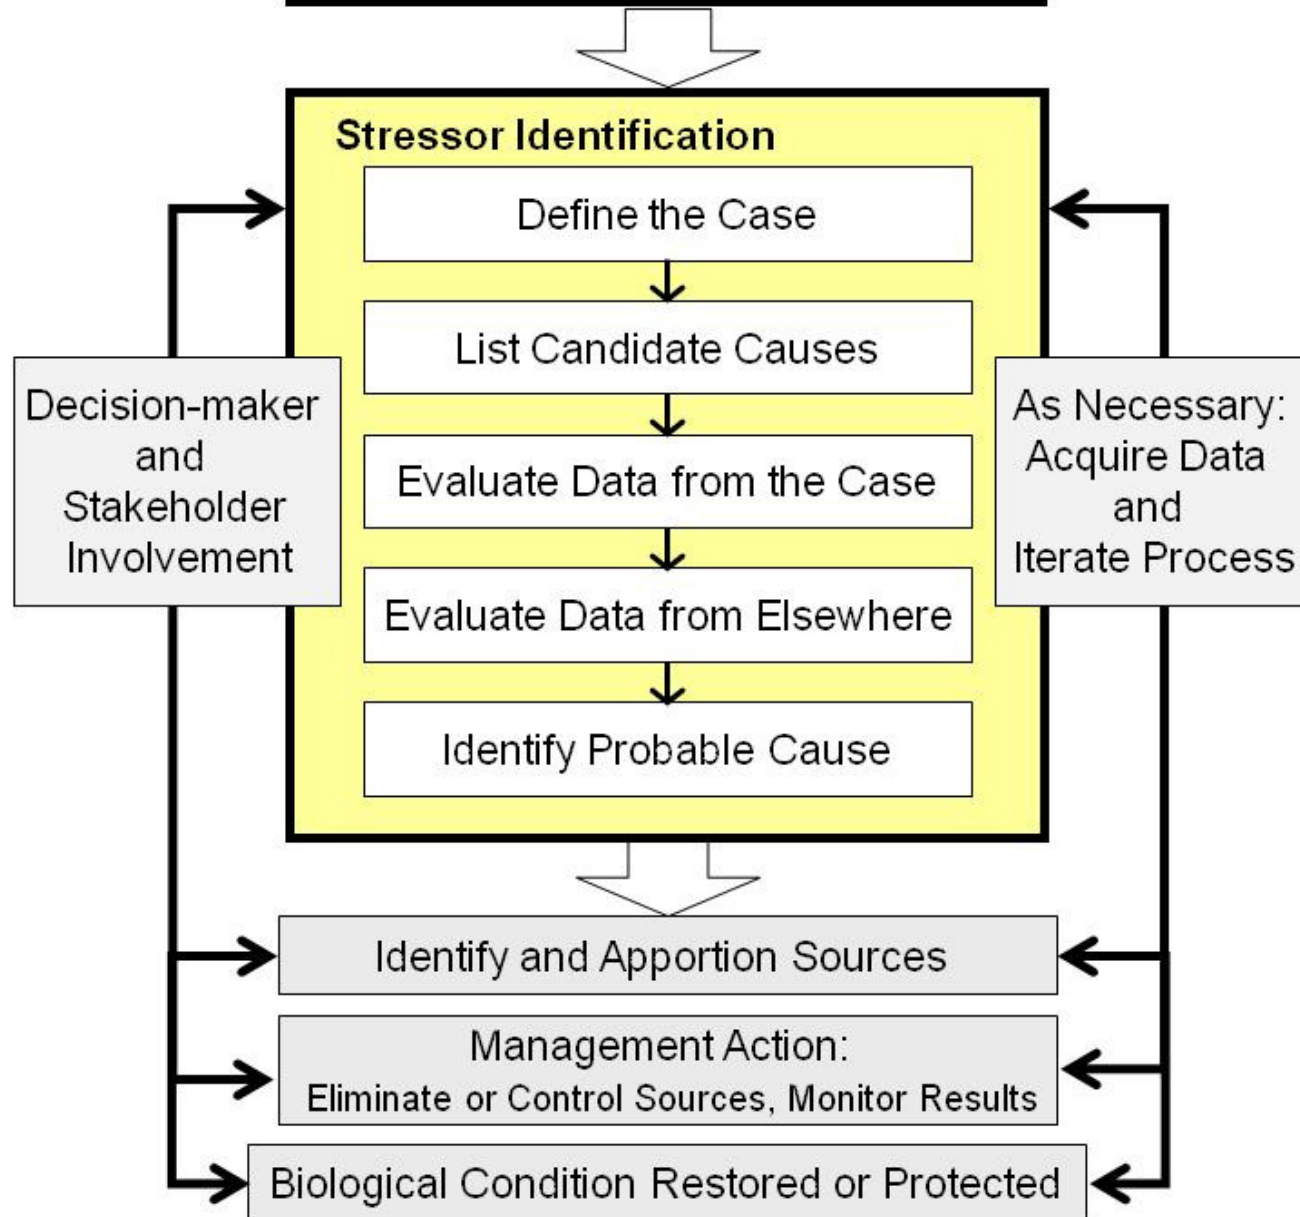 Stressor Identification
Define the Case
List Candidate Causes
Evaluate Data from the Case
Evaluate Data from Elsewhere
Identify Probable Cause
Decision-maker
and
Stakeholder
Involvement
As Necessary:
Acquire Data
and
Iterate Process
Identify and Apportion Sources
Management Action:
Eliminate or Control Sources, Monitor Results
Biological Condition Restored or Protected